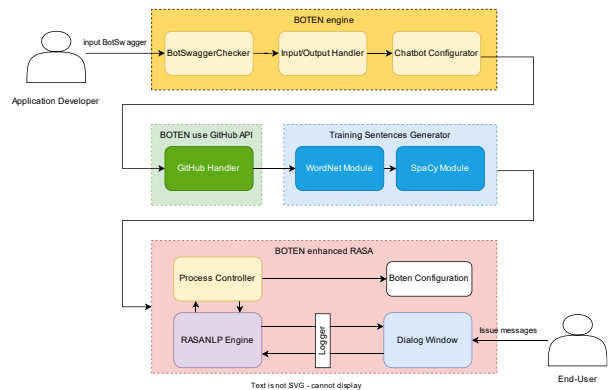 BOTEN engine
input BotSwagger
BotSwaggerChecker
Input/Output Handler
Chatbot Configurator
Application Developer
BOTEN use GitHub API
Training Sentences Generator
GitHub Handler
WordNet Module
SpaCy Module
BOTEN enhanced RASA
Process Controller
Boten Configuration
RASANLP Engine
Logger
Dialog Window
Issue messages
End-User
Text is not SVG - cannot display